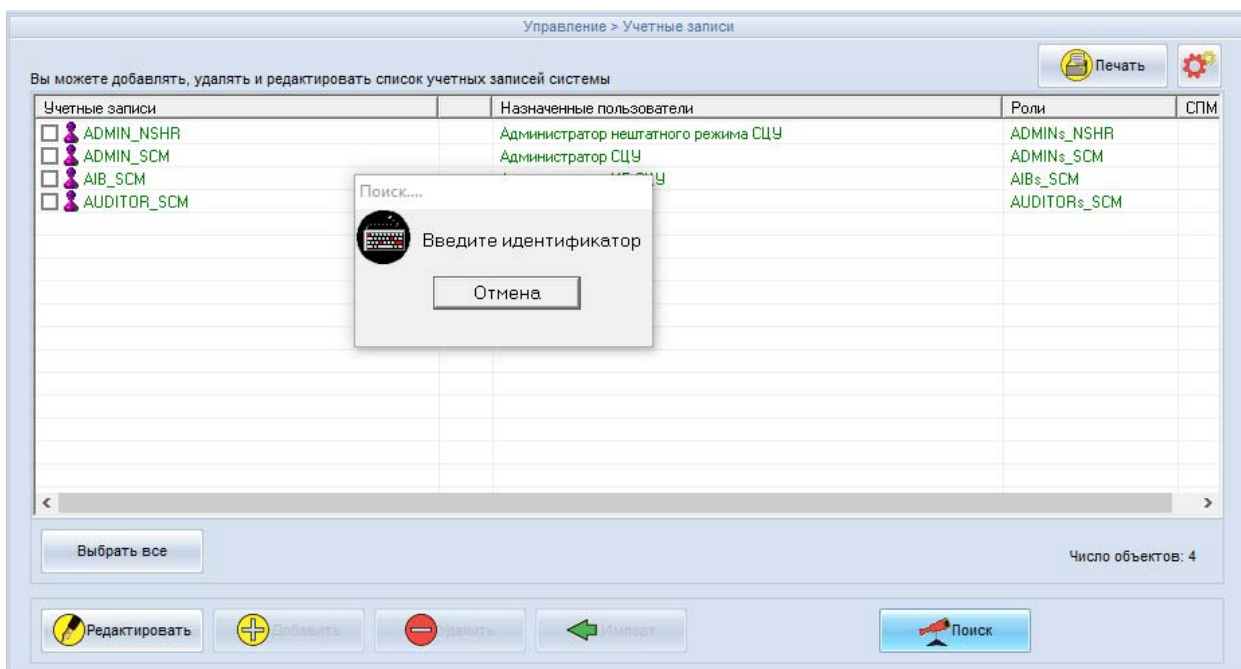 Управление > Учетные записи
Печать
Вы можете добавлять, удалять и редактировать список учетных записей системы
Учетные записи Назначенные пользователи Роли СПМ
ADMIN_NSHR Администратор нештатного режима СЦУ ADMINs_NSHR
ADMIN_SCM Администратор СЦУ ADMINs_SCM
AIB_SCM AIBs_SCM
AUDITOR_SCM AUDITORs_SCM
Поиск....
Введите идентификатор
Отмена
Выбрать все
Число объектов: 4
Редактировать Добавить Удалить Импорт Поиск